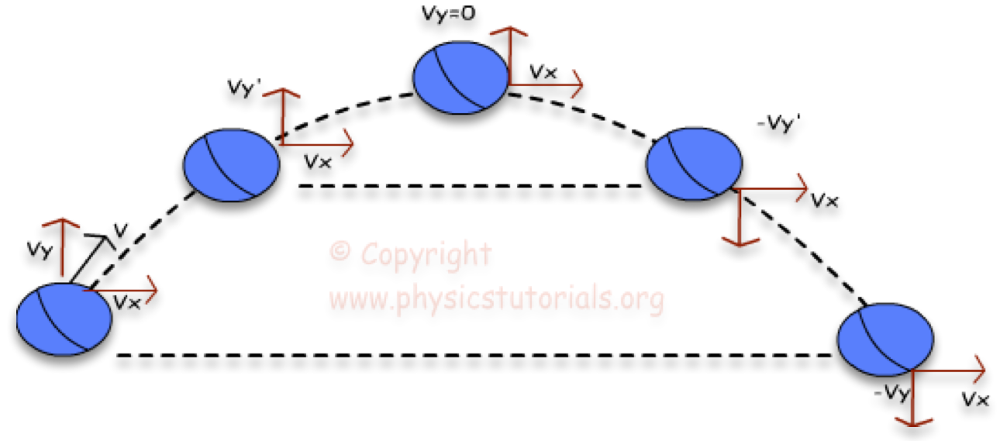 Vy=0
Vx
Vy'
Vx
-Vy'
Vx
V
Vy
Vx
© Copyright
www.physicstutorials.org
-Vy
Vx